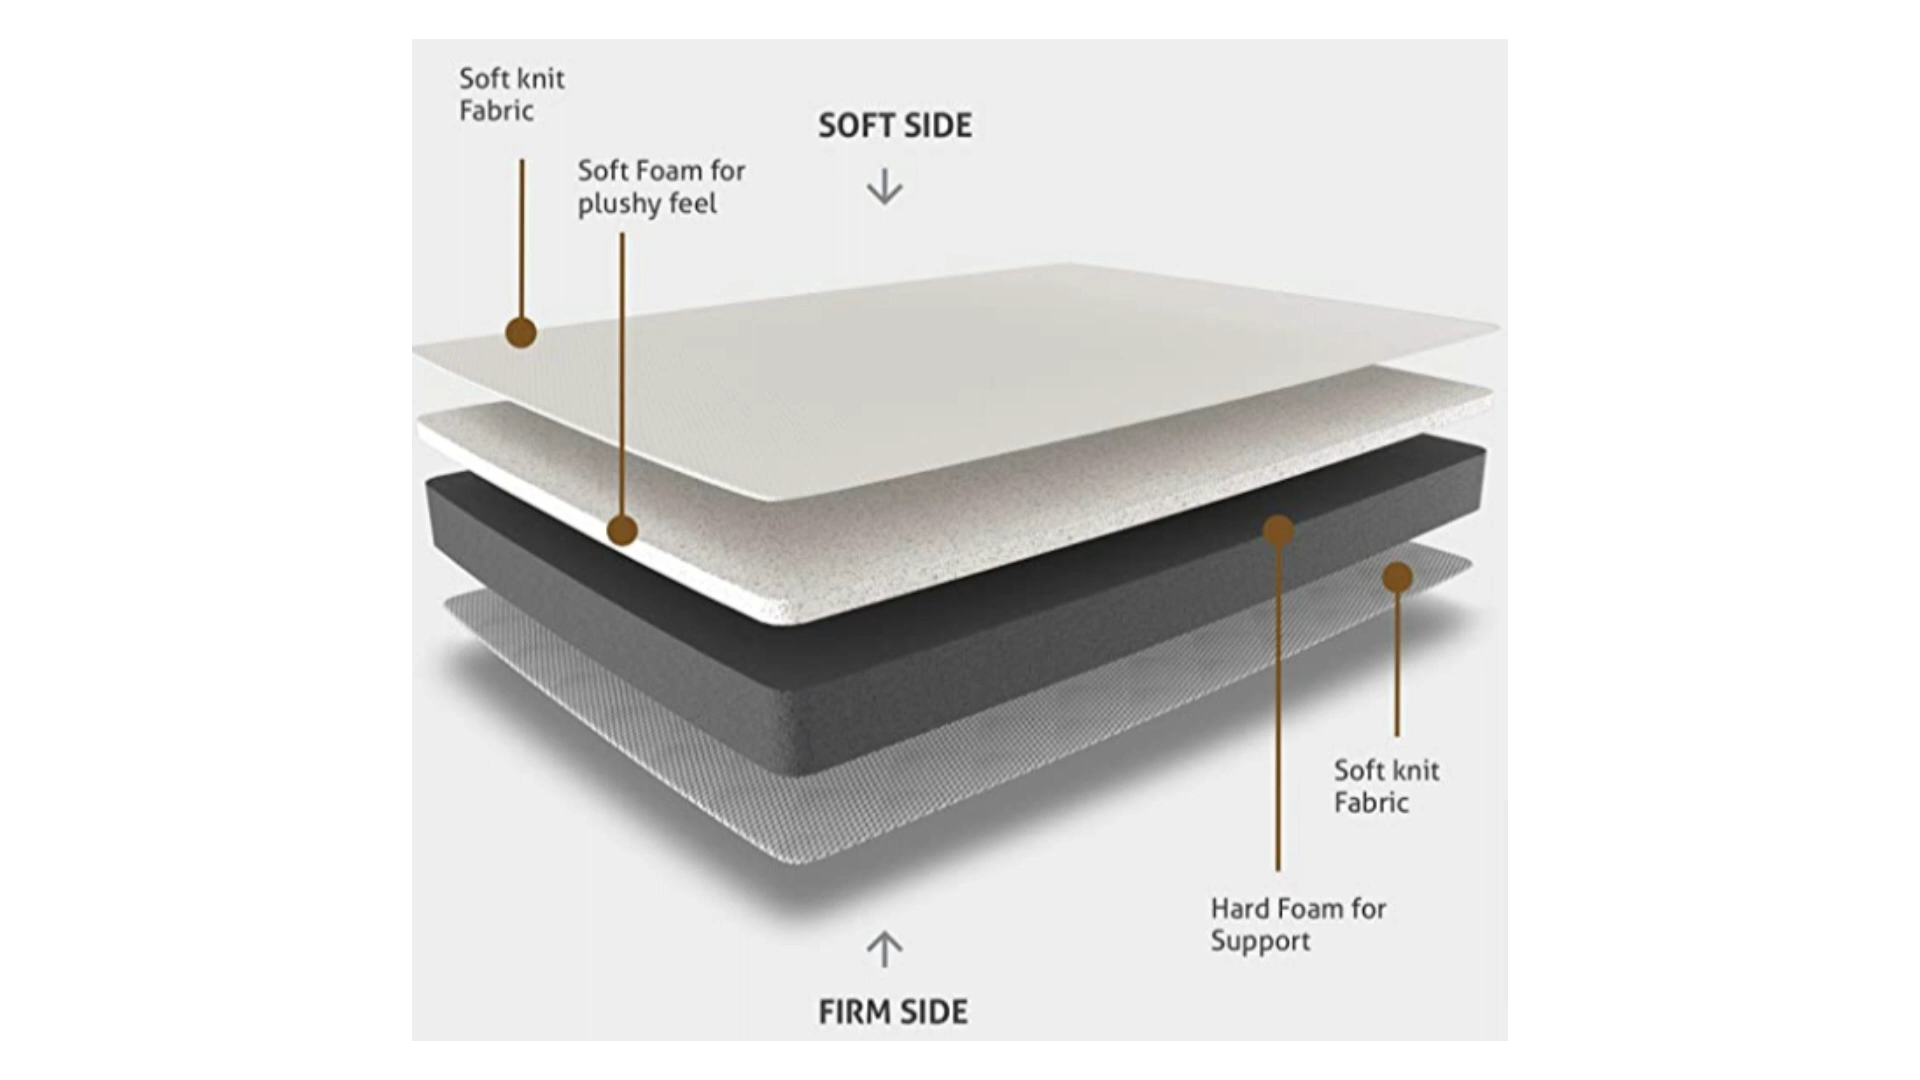 Soft knit
Fabric
SOFT SIDE
Soft Foam for
plushy feel
Soft knit
Fabric
Hard Foam for
Support
FIRM SIDE